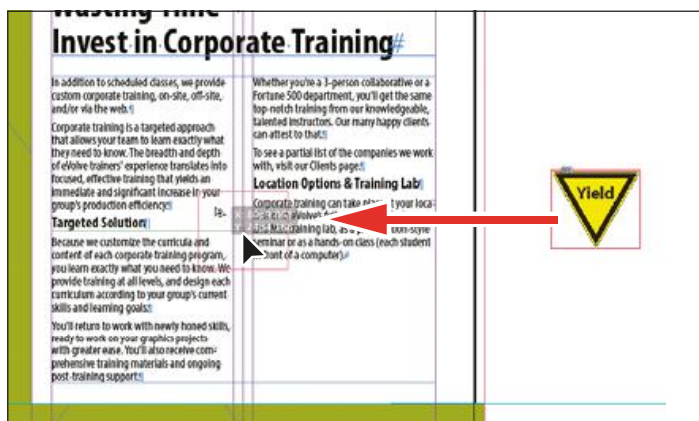 Wasting Time
Invest in Corporate Training#
In addition to scheduled classes, we provide
custom corporate training, on-site, off-site,
and/or via the web.¶
Corporate training is a targeted approach
that allows your team to learn exactly what
they need to know. The breadth and depth
of eVolve trainers' experience translates into
focused, effective training that yields an
immediate and significant increase in your
group's production efficiency:¶
Targeted Solution¶
Because we customize the curricula and
content of each corporate training program,
you learn exactly what you need to know. We
provide training at all levels, and design each
curriculum according to your group's current
skills and learning goals.¶
You'll return to work with newly honed skills,
ready to work on your graphics projects
with greater ease. You'll also receive com-
prehensive training materials and ongoing
post-training support.¶
Whether you're a 3-person collaborative or a
Fortune 500 department, you'll get the same
top-notch training from our knowledgeable,
talented instructors. Our many happy clients
can attest to that.¶
To see a partial list of the companies we work
with, visit our Clients page.¶
Location Options & Training Lab¶
Corporate training can take place at your loca
eVolve's
training lab, as a tion-style
seminar or as a hands-on class (each student
front of a computer).#
Yield